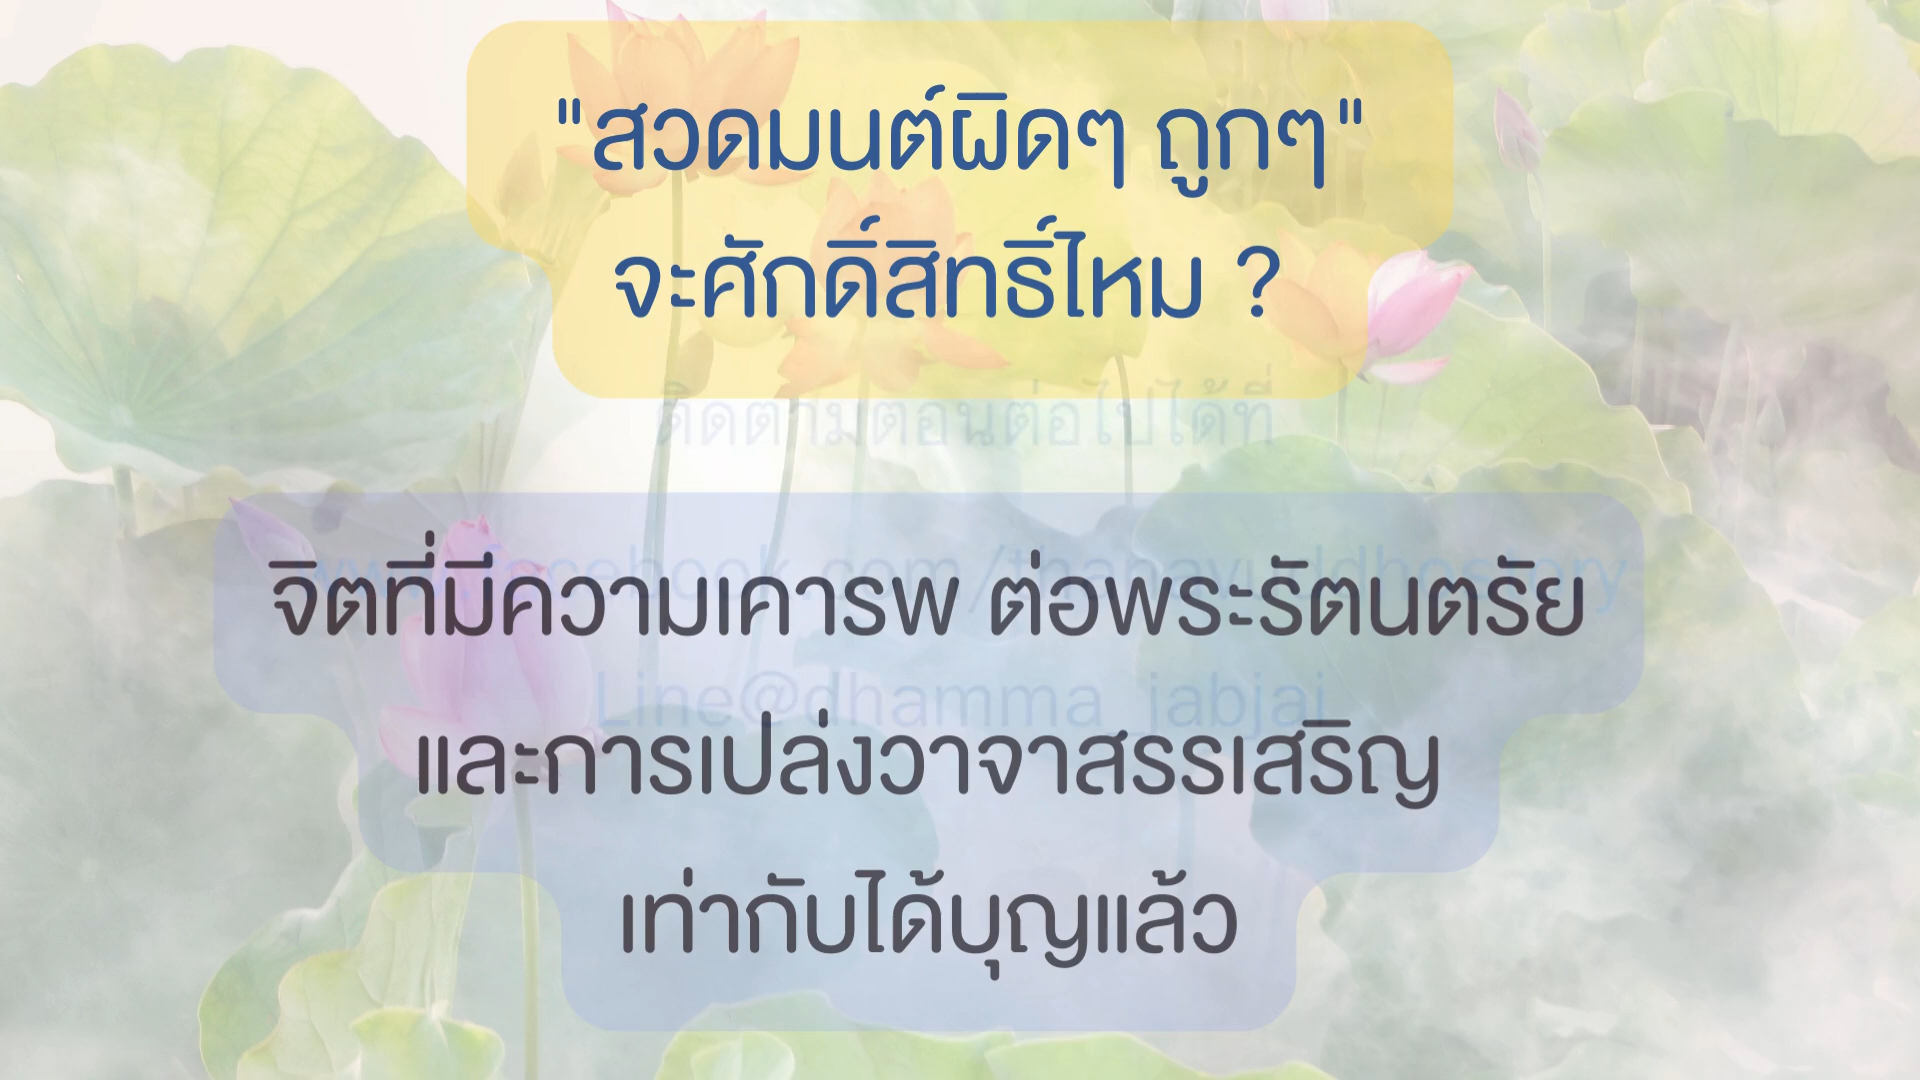 "สวดมนต์ผิดๆ ถูกๆ"
จะศักดิ์สิทธิ์ไหม ?
ติดตามตอนต่อไปได้ที่
จิตที่มีความเคารพ ต่อพระรัตนตรัย
Line@dhamma_jabjai
และการเปล่งวาจาสรรเสริญ
เท่ากับได้บุญแล้ว